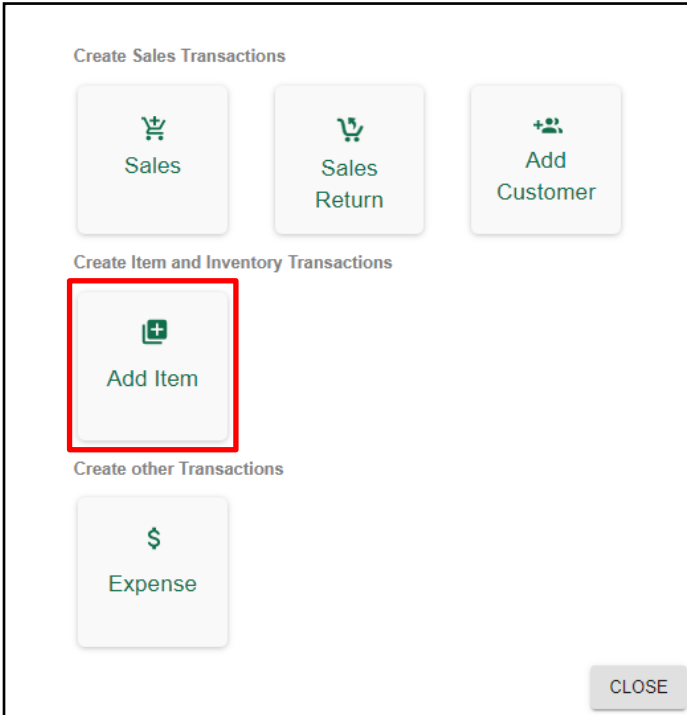 Create Sales Transactions
Sales
Sales
Return
Add
Customer
Create Item and Inventory Transactions
Add Item
Create other Transactions
$
Expense
CLOSE